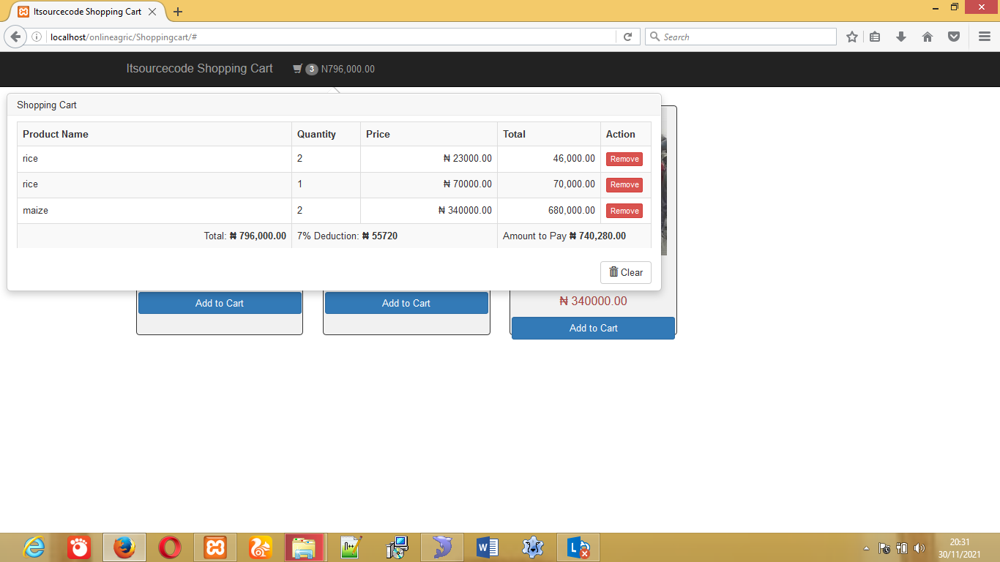 Itsourcecode Shopping Cart
localhost/onlineagric/Shoppingcart/#
Search
Itsourcecode Shopping Cart 3 N796,000.00
Shopping Cart
Product Name Quantity Price Total Action
rice 2 ₦ 23000.00 46,000.00 Remove
rice 1 ₦ 70000.00 70,000.00 Remove
maize 2 ₦ 340000.00 680,000.00 Remove
Total: ₦ 796,000.00 7% Deduction: ₦ 55720 Amount to Pay ₦ 740,280.00
Clear
₦ 340000.00
Add to Cart Add to Cart
Add to Cart
20:31
30/11/2021